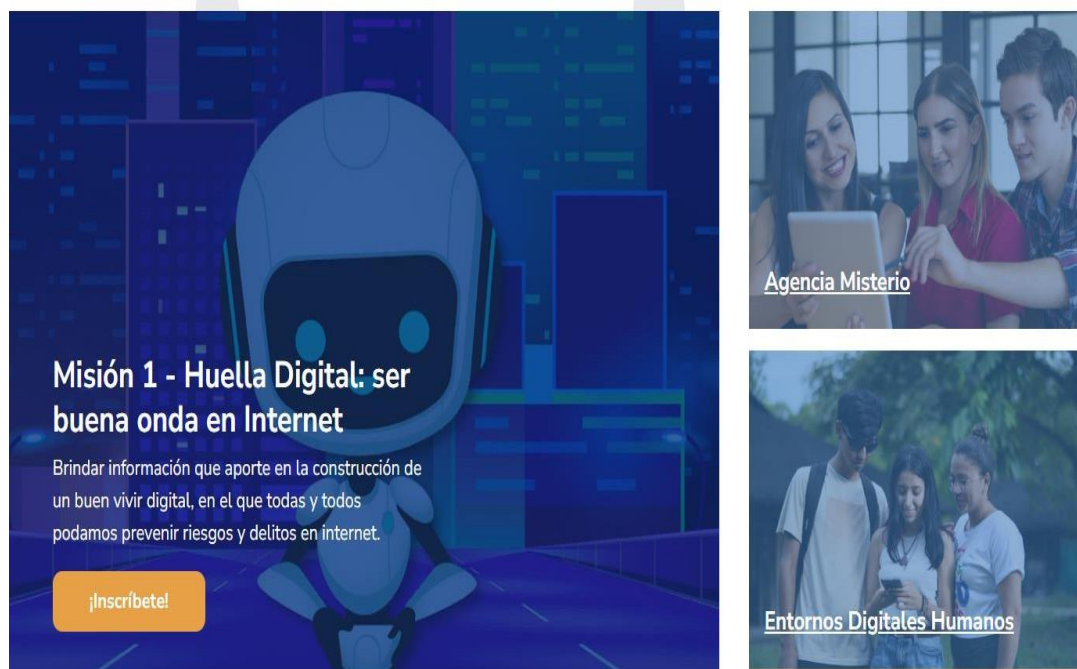 Misión 1 - Huella Digital: ser
buena onda en Internet
Brindar información que aporte en la construcción de
un buen vivir digital, en el que todas y todos
podamos prevenir riesgos y delitos en internet.
¡Inscríbete!
Agencia Misterio
Entornos Digitales Humanos